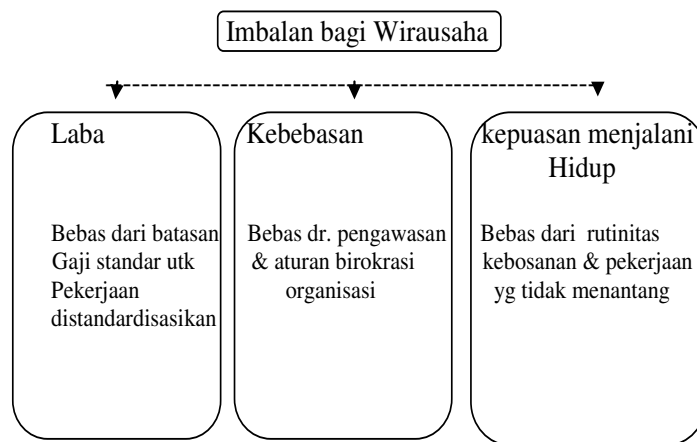 Imbalan bagi Wirausaha
Laba
Bebas dari batasan
Gaji standar utk
Pekerjaan
distandardisasikan
Kebebasan
Bebas dr. pengawasan
& aturan birokrasi
organisasi
kepuasan menjalani
Hidup
Bebas dari rutinitas
kebosanan & pekerjaan
yg tidak menantang